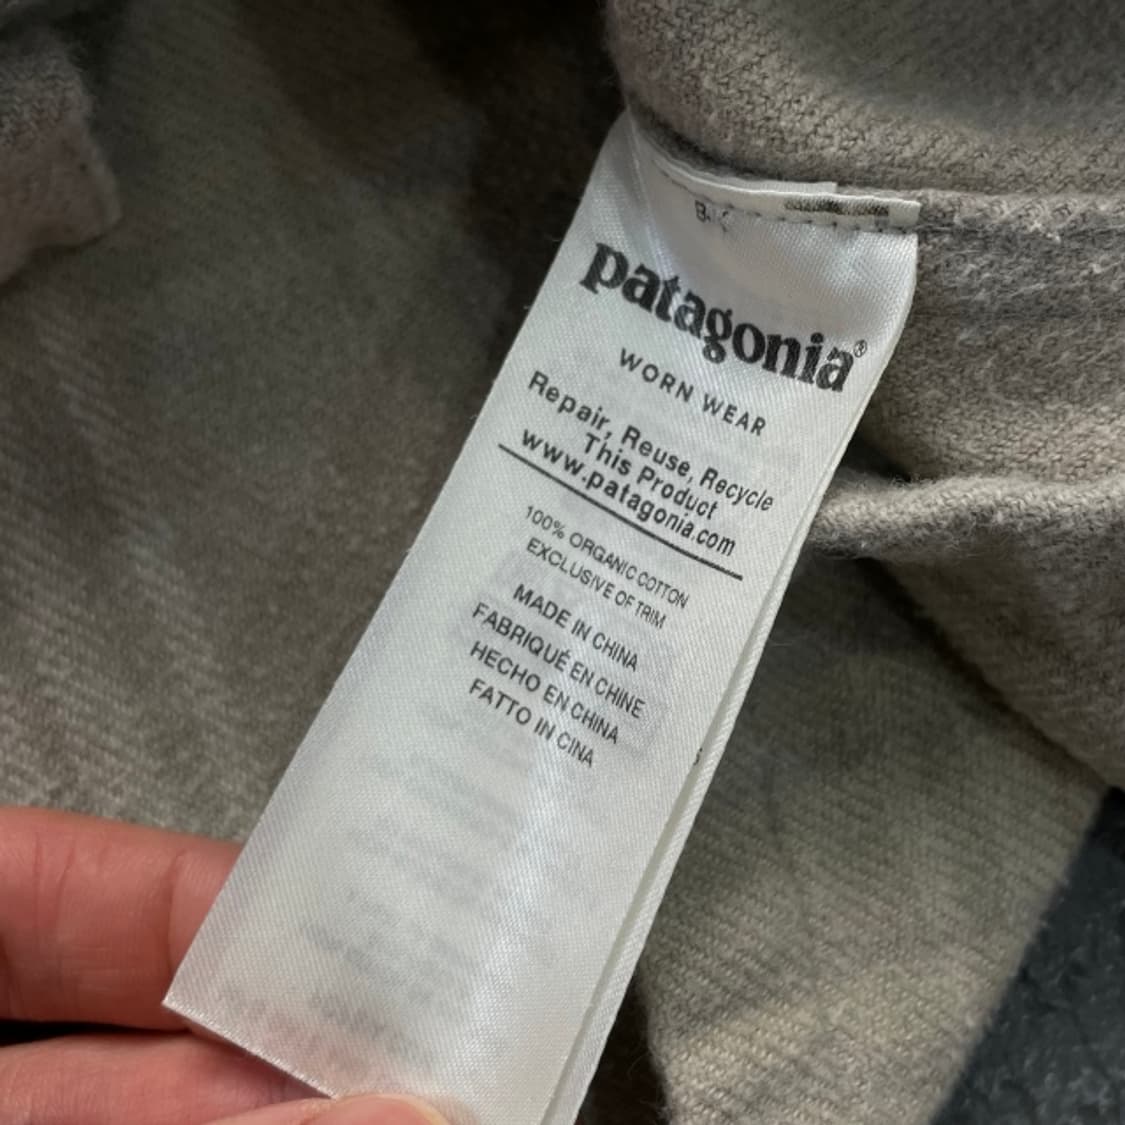 patagonia®
WORN WEAR
Repair, Reuse, Recycle
This Product
www.patagonia.com
100% ORGANIC COTTON
EXCLUSIVE OF TRIM
MADE IN CHINA
FABRIQUÉ EN CHINE
HECHO EN CHINA
FATTO IN CINA